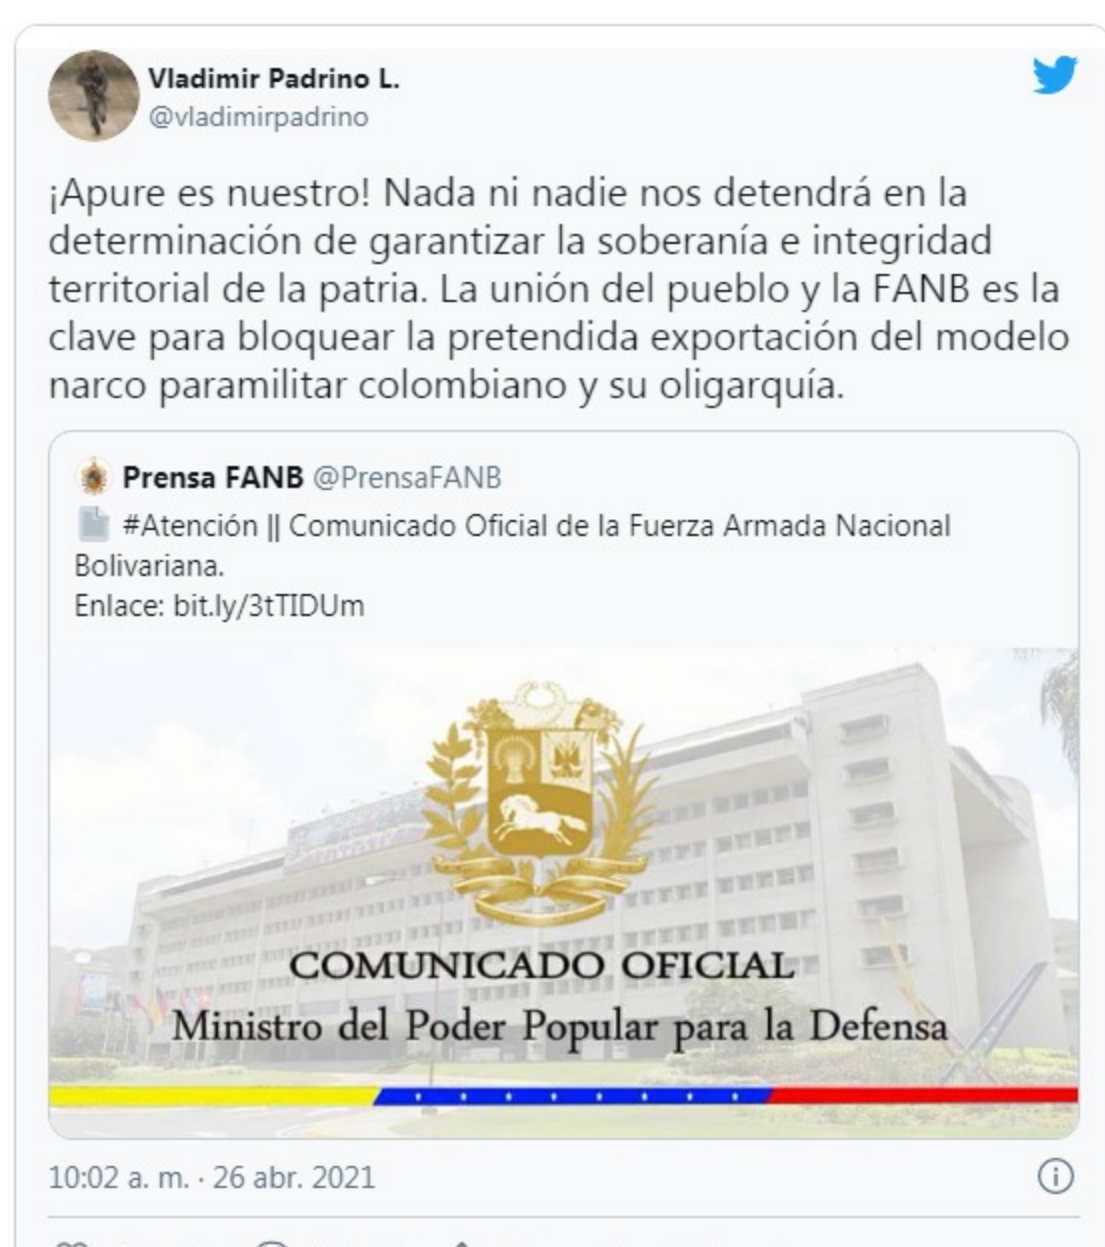 Vladimir Padrino L.
@vladimirpadrino
¡Apure es nuestro! Nada ni nadie nos detendrá en la
determinación de garantizar la soberanía e integridad
territorial de la patria. La unión del pueblo y la FANB es la
clave para bloquear la pretendida exportación del modelo
narco paramilitar colombiano y su oligarquía.
Prensa FANB @PrensaFANB
#Atención || Comunicado Oficial de la Fuerza Armada Nacional
Bolivariana.
Enlace: bit.ly/3tTIDUm
COMUNICADO OFICIAL
Ministro del Poder Popular para la Defensa
10:02 a. m. · 26 abr. 2021